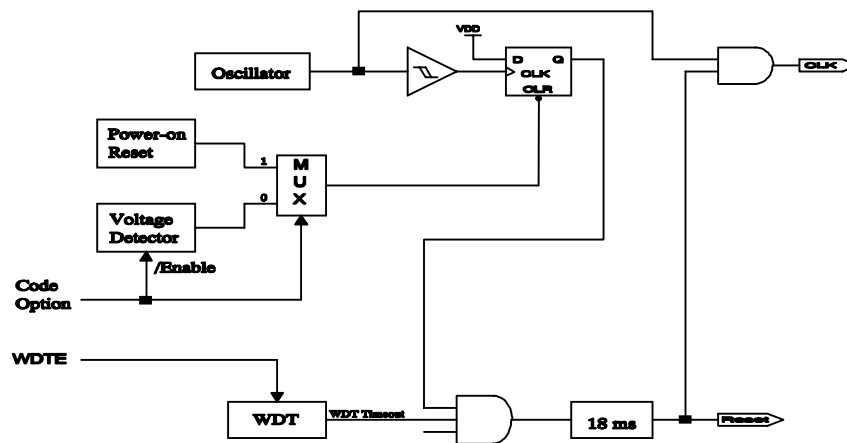 VDD
Oscillator
D
Q
CLK
CLR
CLK
Power-on
Reset
1
M
U
X
0
Voltage
Detector
/Enable
Code
Option
WDTE
WDT
WDT Timeout
18 ms
Reset